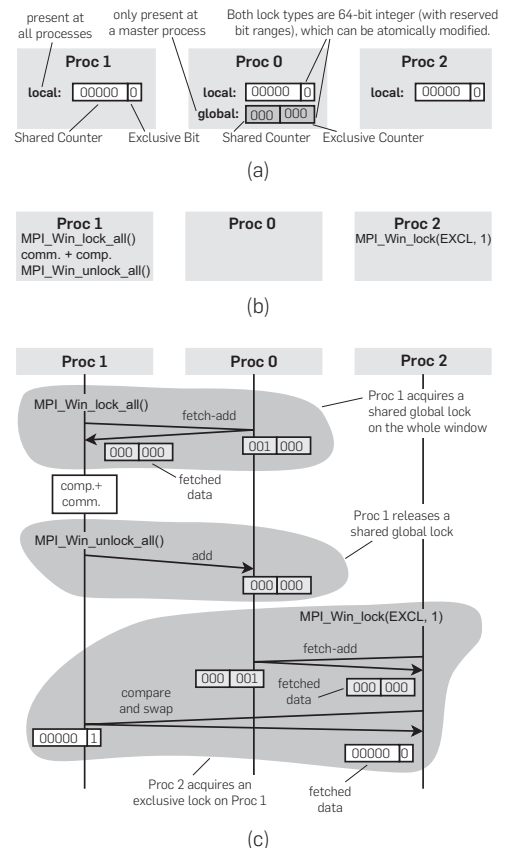 present at
all processes
only present at
a master process
Both lock types are 64-bit integer (with reserved
bit ranges), which can be atomically modified.
Proc 1
local: 00000 0
Proc 0
local: 00000 0
global: 000 000
Proc 2
local: 00000 0
Shared Counter
Exclusive Bit
Shared Counter
Exclusive Counter
(a)
Proc 1
MPI_Win_lock_all()
comm. + comp.
MPI_Win_unlock_all()
Proc 0
Proc 2
MPI_Win_lock(EXCL, 1)
(b)
Proc 1
Proc 0
Proc 2
MPI_Win_lock_all()
fetch-add
Proc 1 acquires a
shared global lock
on the whole window
000 000
001 000
fetched
data
comp.+
comm.
Proc 1 releases a
shared global lock
MPI_Win_unlock_all()
add
000 000
MPI_Win_lock(EXCL, 1)
fetch-add
000 001
fetched
data
000 000
compare
and swap
00000 1
00000 0
Proc 2 acquires an
exclusive lock on Proc 1
fetched
data
(c)